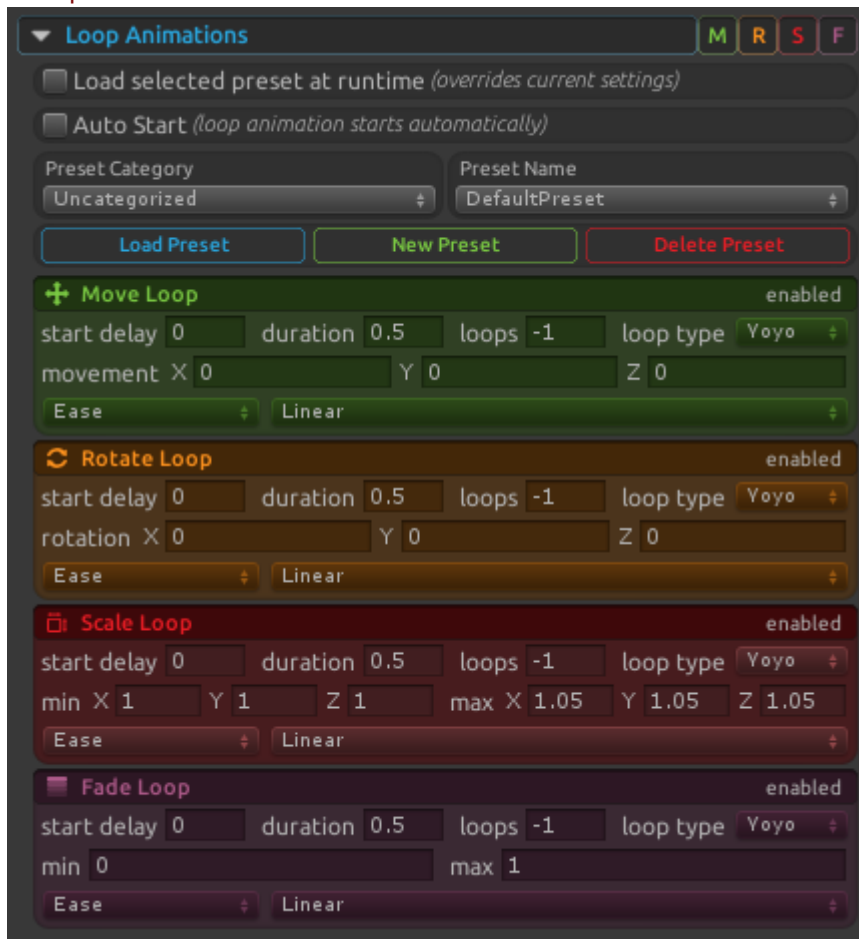 Loop Animations M R S F
Load selected preset at runtime (overrides current settings)
Auto Start (loop animation starts automatically)
Preset Category Preset Name
Uncategorized DefaultPreset
Load Preset New Preset Delete Preset
Move Loop enabled
start delay 0 duration 0.5 loops -1 loop type Yoyo
movement X 0 Y 0 Z 0
Ease Linear
Rotate Loop enabled
start delay 0 duration 0.5 loops -1 loop type Yoyo
rotation X 0 Y 0 Z 0
Ease Linear
Scale Loop enabled
start delay 0 duration 0.5 loops -1 loop type Yoyo
min X 1 Y 1 Z 1 max X 1.05 Y 1.05 Z 1.05
Ease Linear
Fade Loop enabled
start delay 0 duration 0.5 loops -1 loop type Yoyo
min 0 max 1
Ease Linear